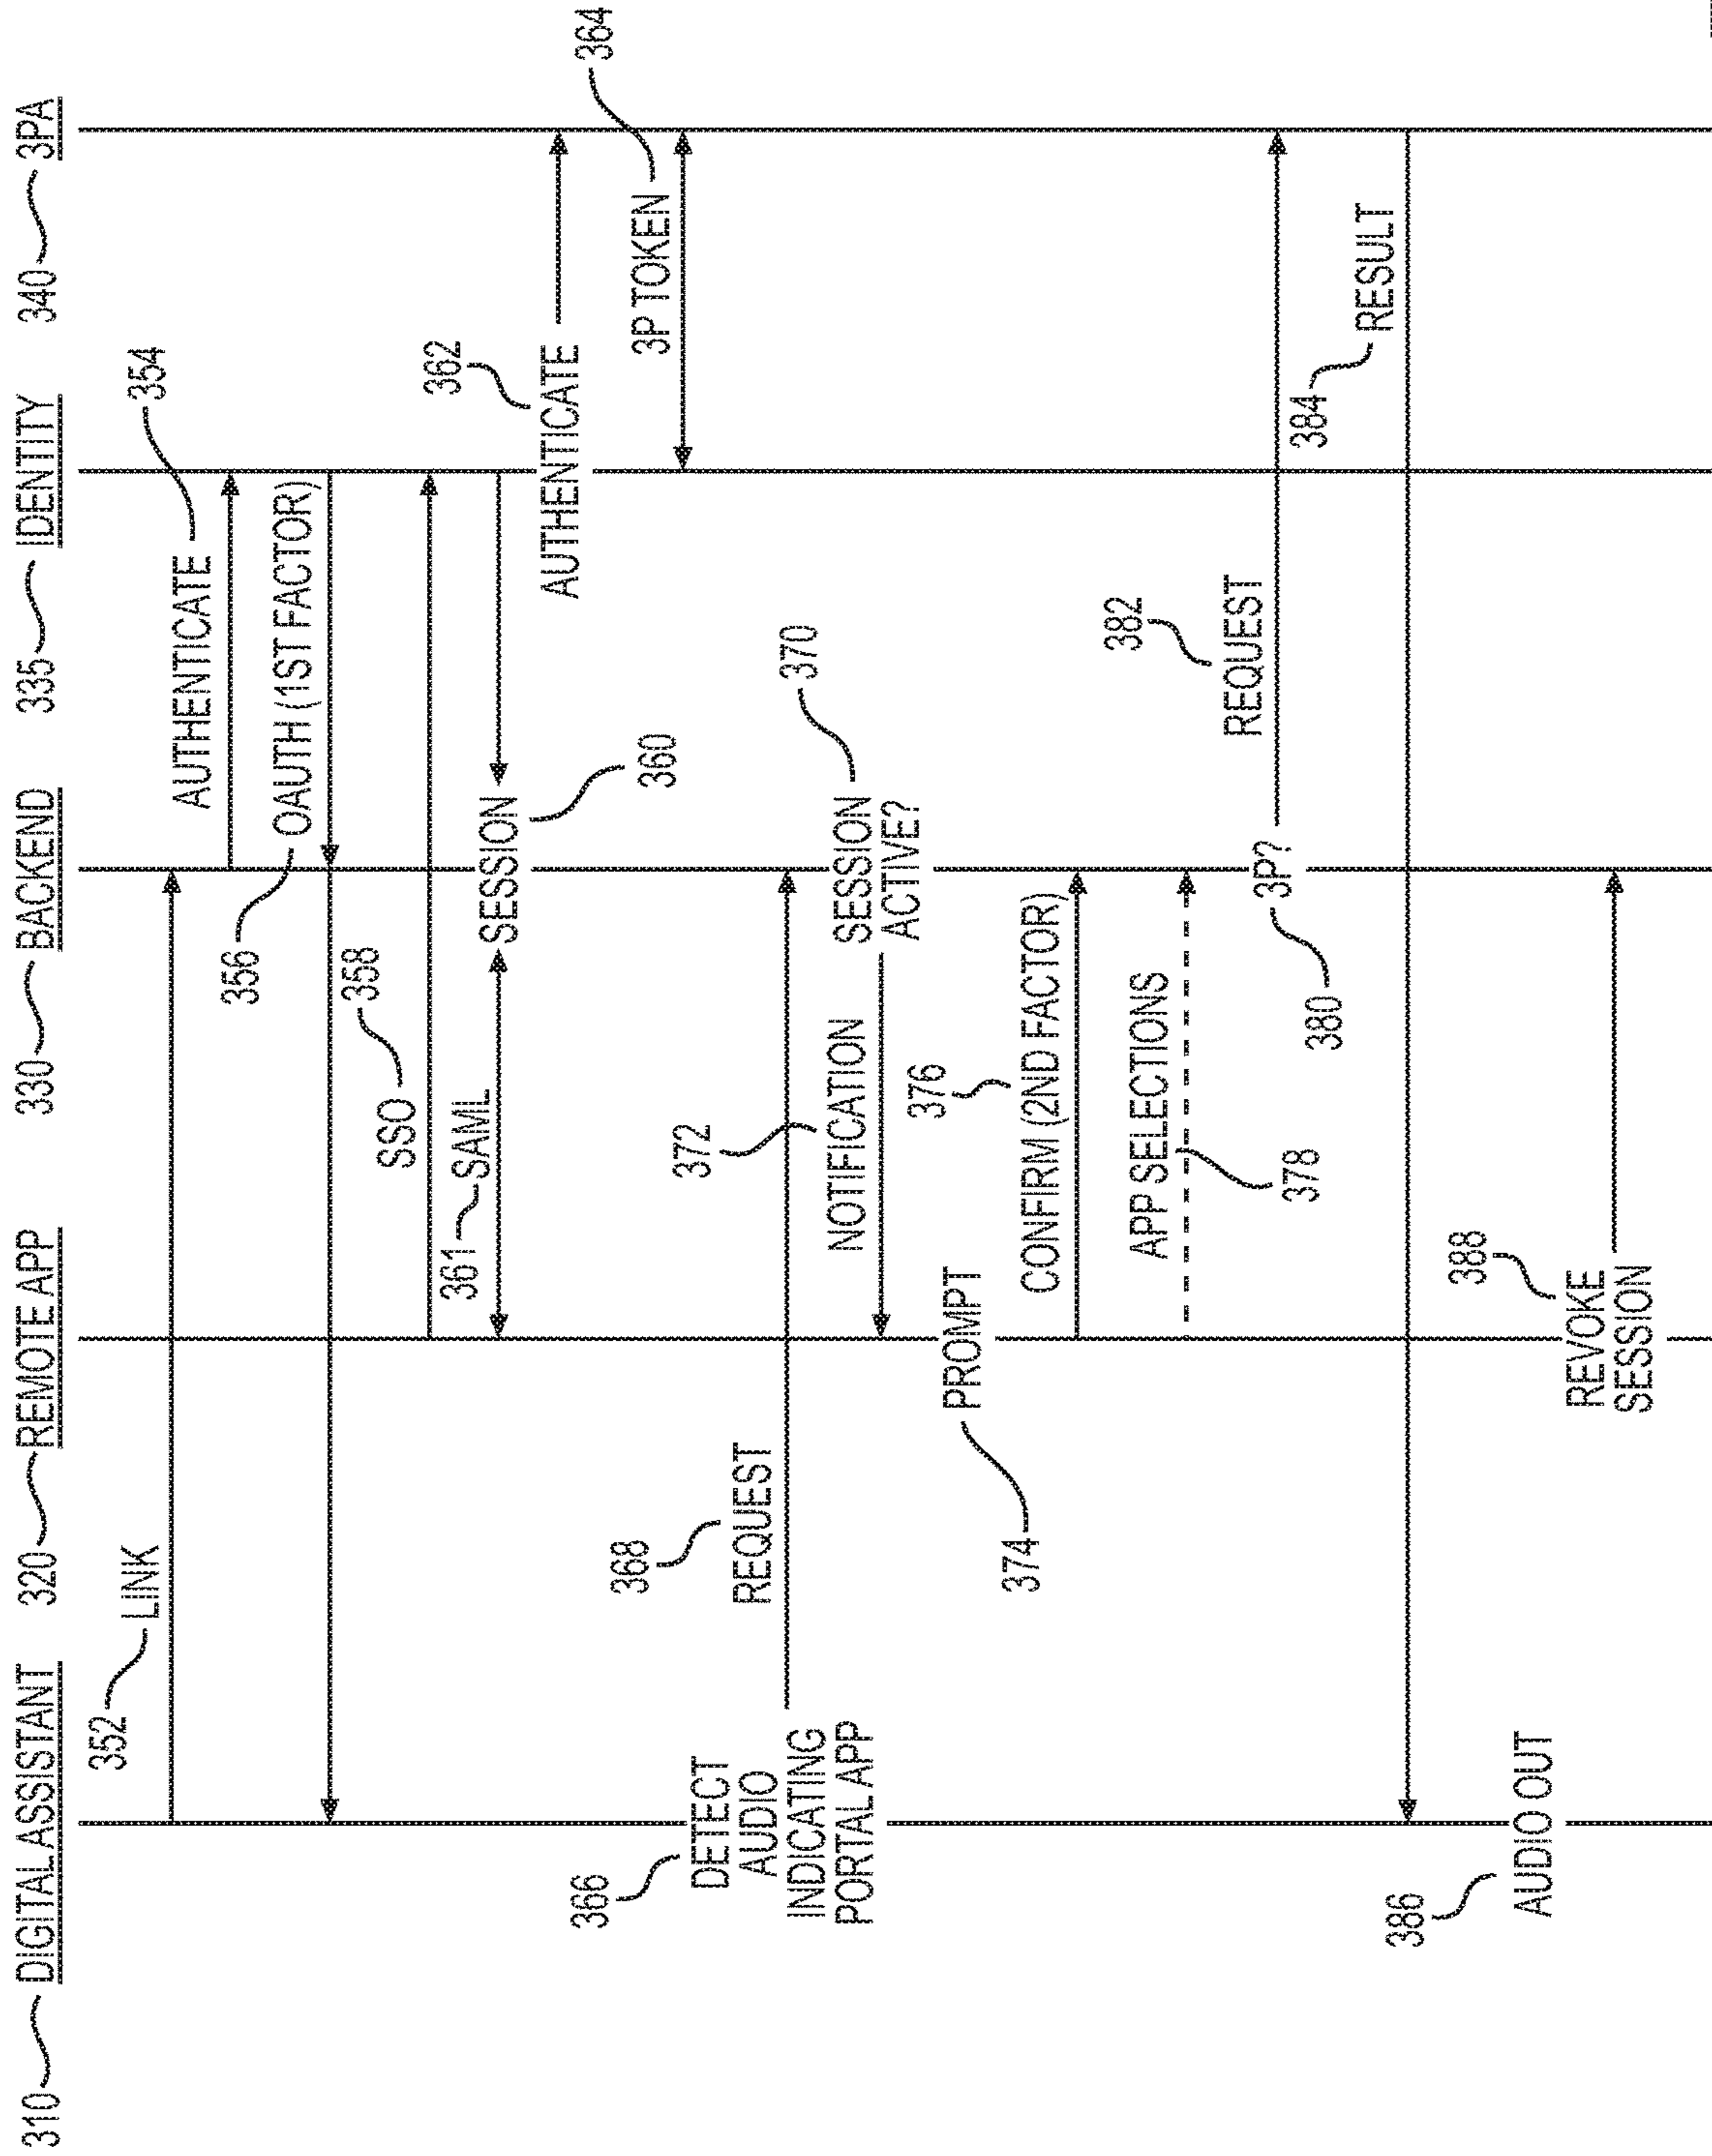 310 DIGITAL ASSISTANT 320 REMOTE APP 330 BACKEND 335 IDENTITY 340 3PA
352 LINK
AUTHENTICATE 354
356 OAUTH (1ST FACTOR)
SSO 358
361 SAML
SESSION 360
AUTHENTICATE 362
3P TOKEN 364
366
DETECT
AUDIO
INDICATING
PORTAL APP
368
REQUEST
SESSION
ACTIVE?
370
372
NOTIFICATION
PROMPT
374
376
CONFIRM (2ND FACTOR)
APP SELECTIONS
378
3P?
380
382
REQUEST
384 RESULT
386
AUDIO OUT
388
REVOKE
SESSION